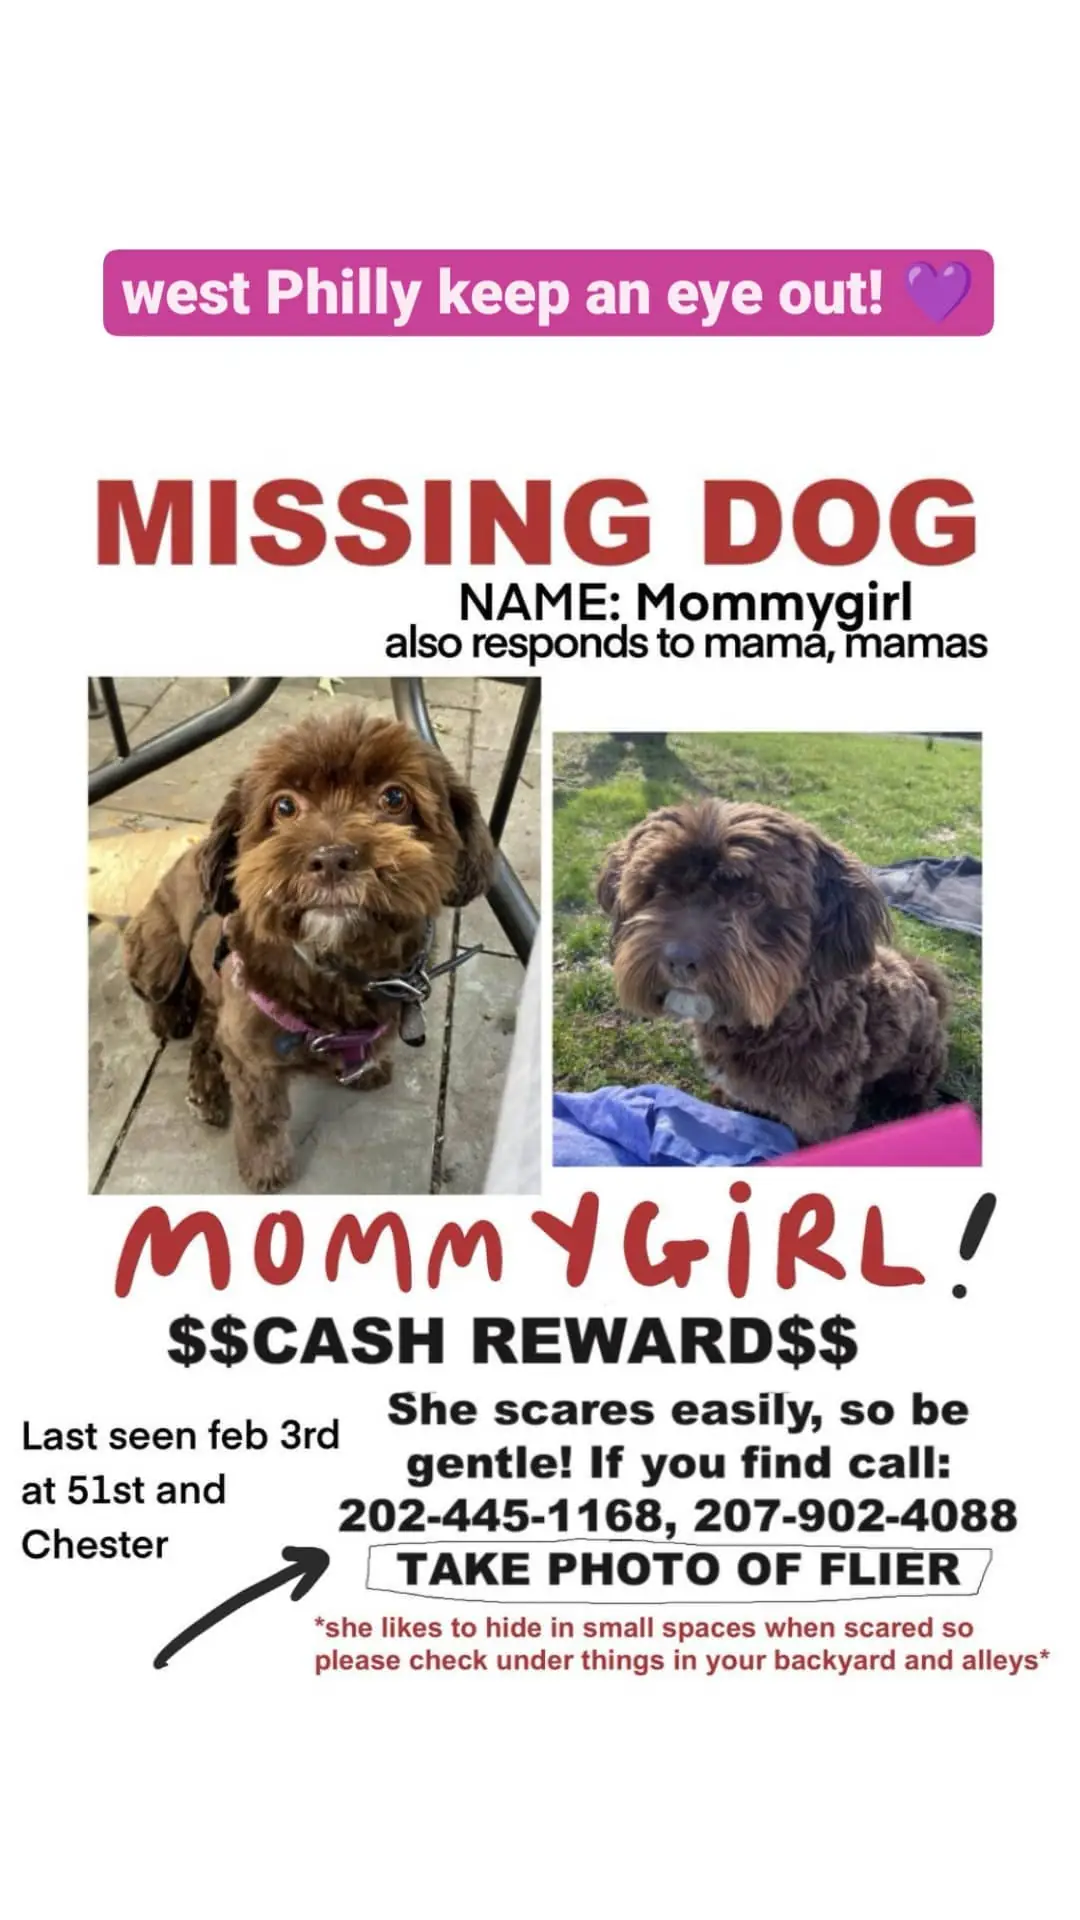 west Philly keep an eye out! 💜
MISSING DOG
NAME: Mommygirl
also responds to mama, mamas
MOMMYGiRL!
$$CASH REWARD$$
Last seen feb 3rd
at 51st and
Chester
She scares easily, so be
gentle! If you find call:
202-445-1168, 207-902-4088
TAKE PHOTO OF FLIER
*she likes to hide in small spaces when scared so
please check under things in your backyard and alleys*